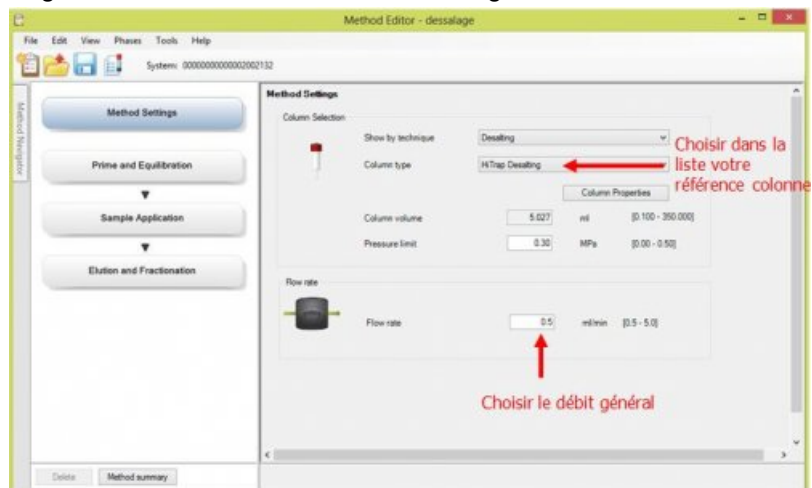 Method Editor - dessalage
File Edit View Phases Tools Help
System: 00000000000002002132
Method Navigator
Method Settings
Prime and Equilibration
Sample Application
Elution and Fractionation
Method Settings
Column Selection
Show by technique Desalting
Column type HiTrap Desalting
Choisir dans la
liste votre
référence colonne
Column Properties
Column volume 5.027 ml [0.100 - 350.000]
Pressure limit 0.30 MPa [0.00 - 0.50]
Flow rate
Flow rate 0.5 ml/min [0.5 - 5.0]
Choisir le débit général
Delete Method summary